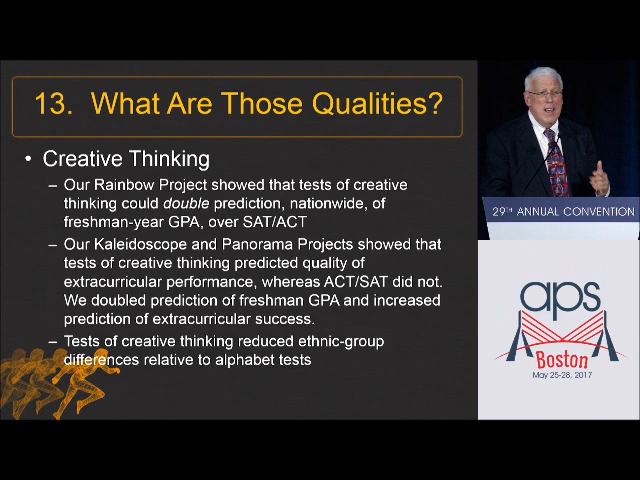 13. What Are Those Qualities?
• Creative Thinking
– Our Rainbow Project showed that tests of creative
thinking could double prediction, nationwide, of
freshman-year GPA, over SAT/ACT
– Our Kaleidoscope and Panorama Projects showed that
tests of creative thinking predicted quality of
extracurricular performance, whereas ACT/SAT did not.
We doubled prediction of freshman GPA and increased
prediction of extracurricular success.
– Tests of creative thinking reduced ethnic-group
differences relative to alphabet tests
29TH ANNUAL CONVENTION
aps
Boston
May 25-28, 2017